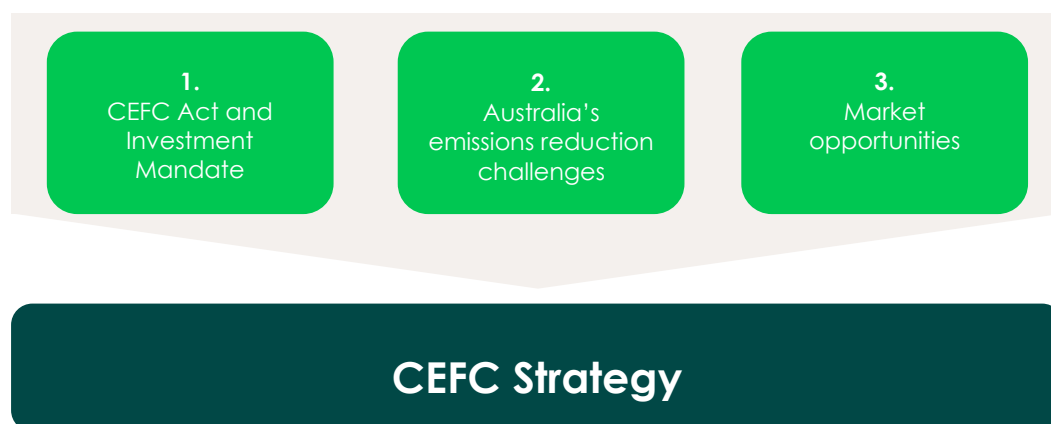 1.
CEFC Act and
Investment
Mandate
2.
Australia's
emissions reduction
challenges
3.
Market
opportunities
CEFC Strategy